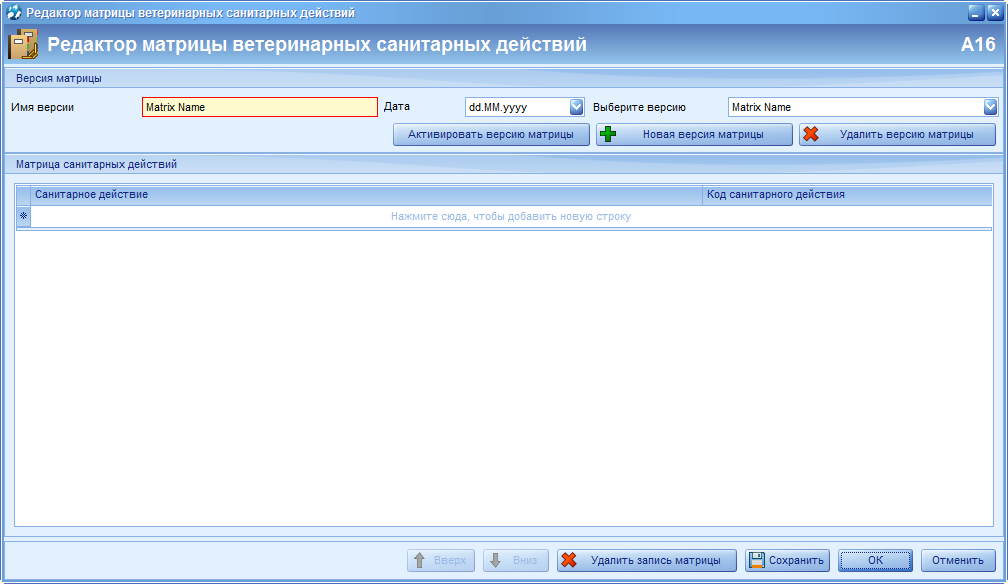 Редактор матрицы ветеринарных санитарных действий
Редактор матрицы ветеринарных санитарных действий A16
Версия матрицы
Имя версии Matrix Name Дата dd.MM.yyyy Выберите версию Matrix Name
Активировать версию матрицы Новая версия матрицы Удалить версию матрицы
Матрица санитарных действий
Санитарное действие Код санитарного действия
Нажмите сюда, чтобы добавить новую строку
Вверх Вниз Удалить запись матрицы Сохранить OK Отменить